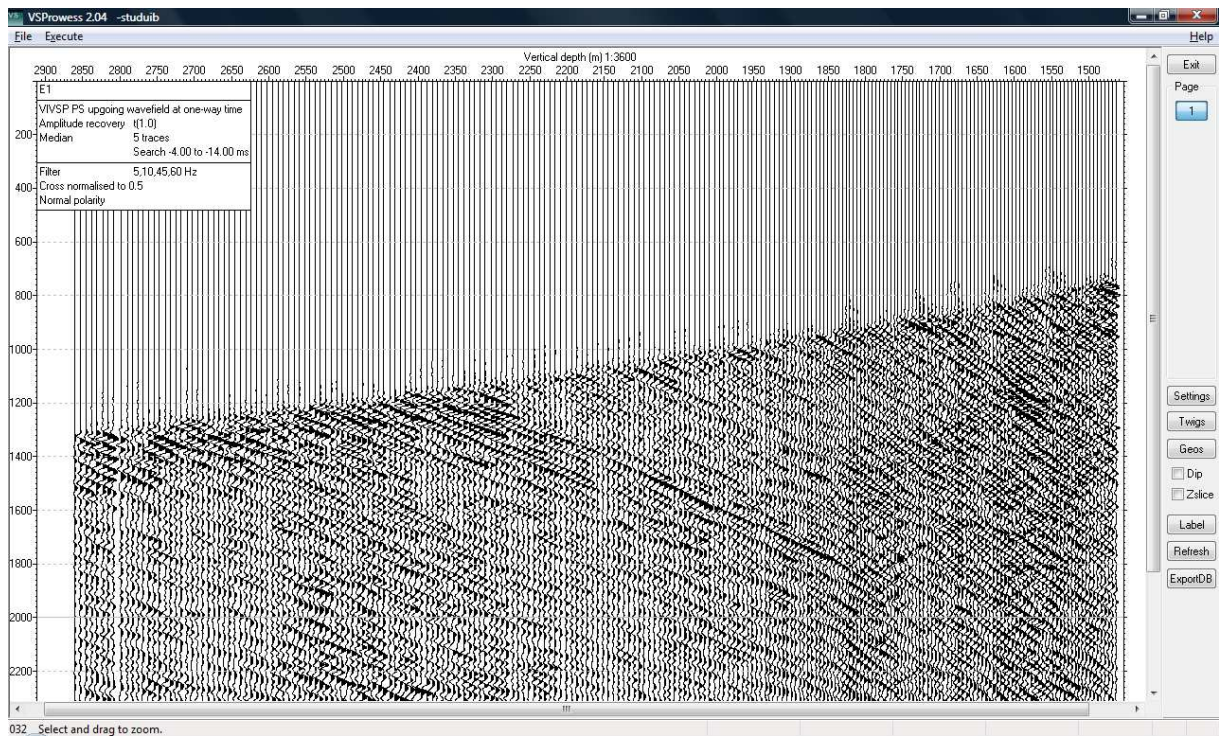 VSProwess 2.04 -studuib
File Execute Help
Vertical depth (m) 1:3600
2900 2850 2800 2750 2700 2650 2600 2550 2500 2450 2400 2350 2300 2250 2200 2150 2100 2050 2000 1950 1900 1850 1800 1750 1700 1650 1600 1550 1500
E1
VIVSP PS upgoing wavefield at one-way time
Amplitude recovery t(1.0)
Median 5 traces
Search -4.00 to -14.00 ms
Filter 5,10,45,60 Hz
Cross normalised to 0.5
Normal polarity
200
400
600
800
1000
1200
1400
1600
1800
2000
2200
Exit
Page
1
Settings
Twigs
Geos
Dip
Zslice
Label
Refresh
ExportDB
032 Select and drag to zoom.